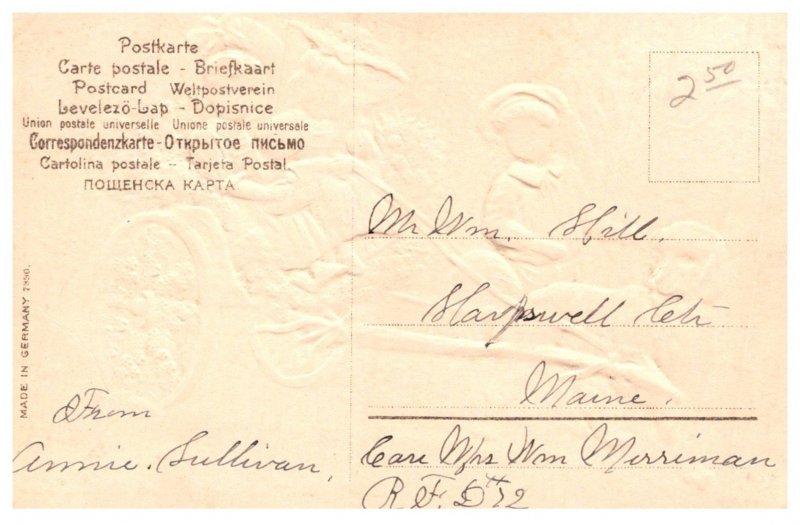 Postkarte
Carte postale - Briefkaart
Postcard Weltpostverein
Levelezö-Lap - Dopisnice
Union postale universelle Unione postale universale
Correspondenzkarte - Открытое письмо
Cartolina postale - Tarjeta Postal.
ПОЩЕНСКА КАРТА
2 50
Mr Wm. Hill.
Harpswell Ctr
Maine.
Care Mrs Wm Merriman
R.F.D #2
MADE IN GERMANY
From
Annie. Sullivan,